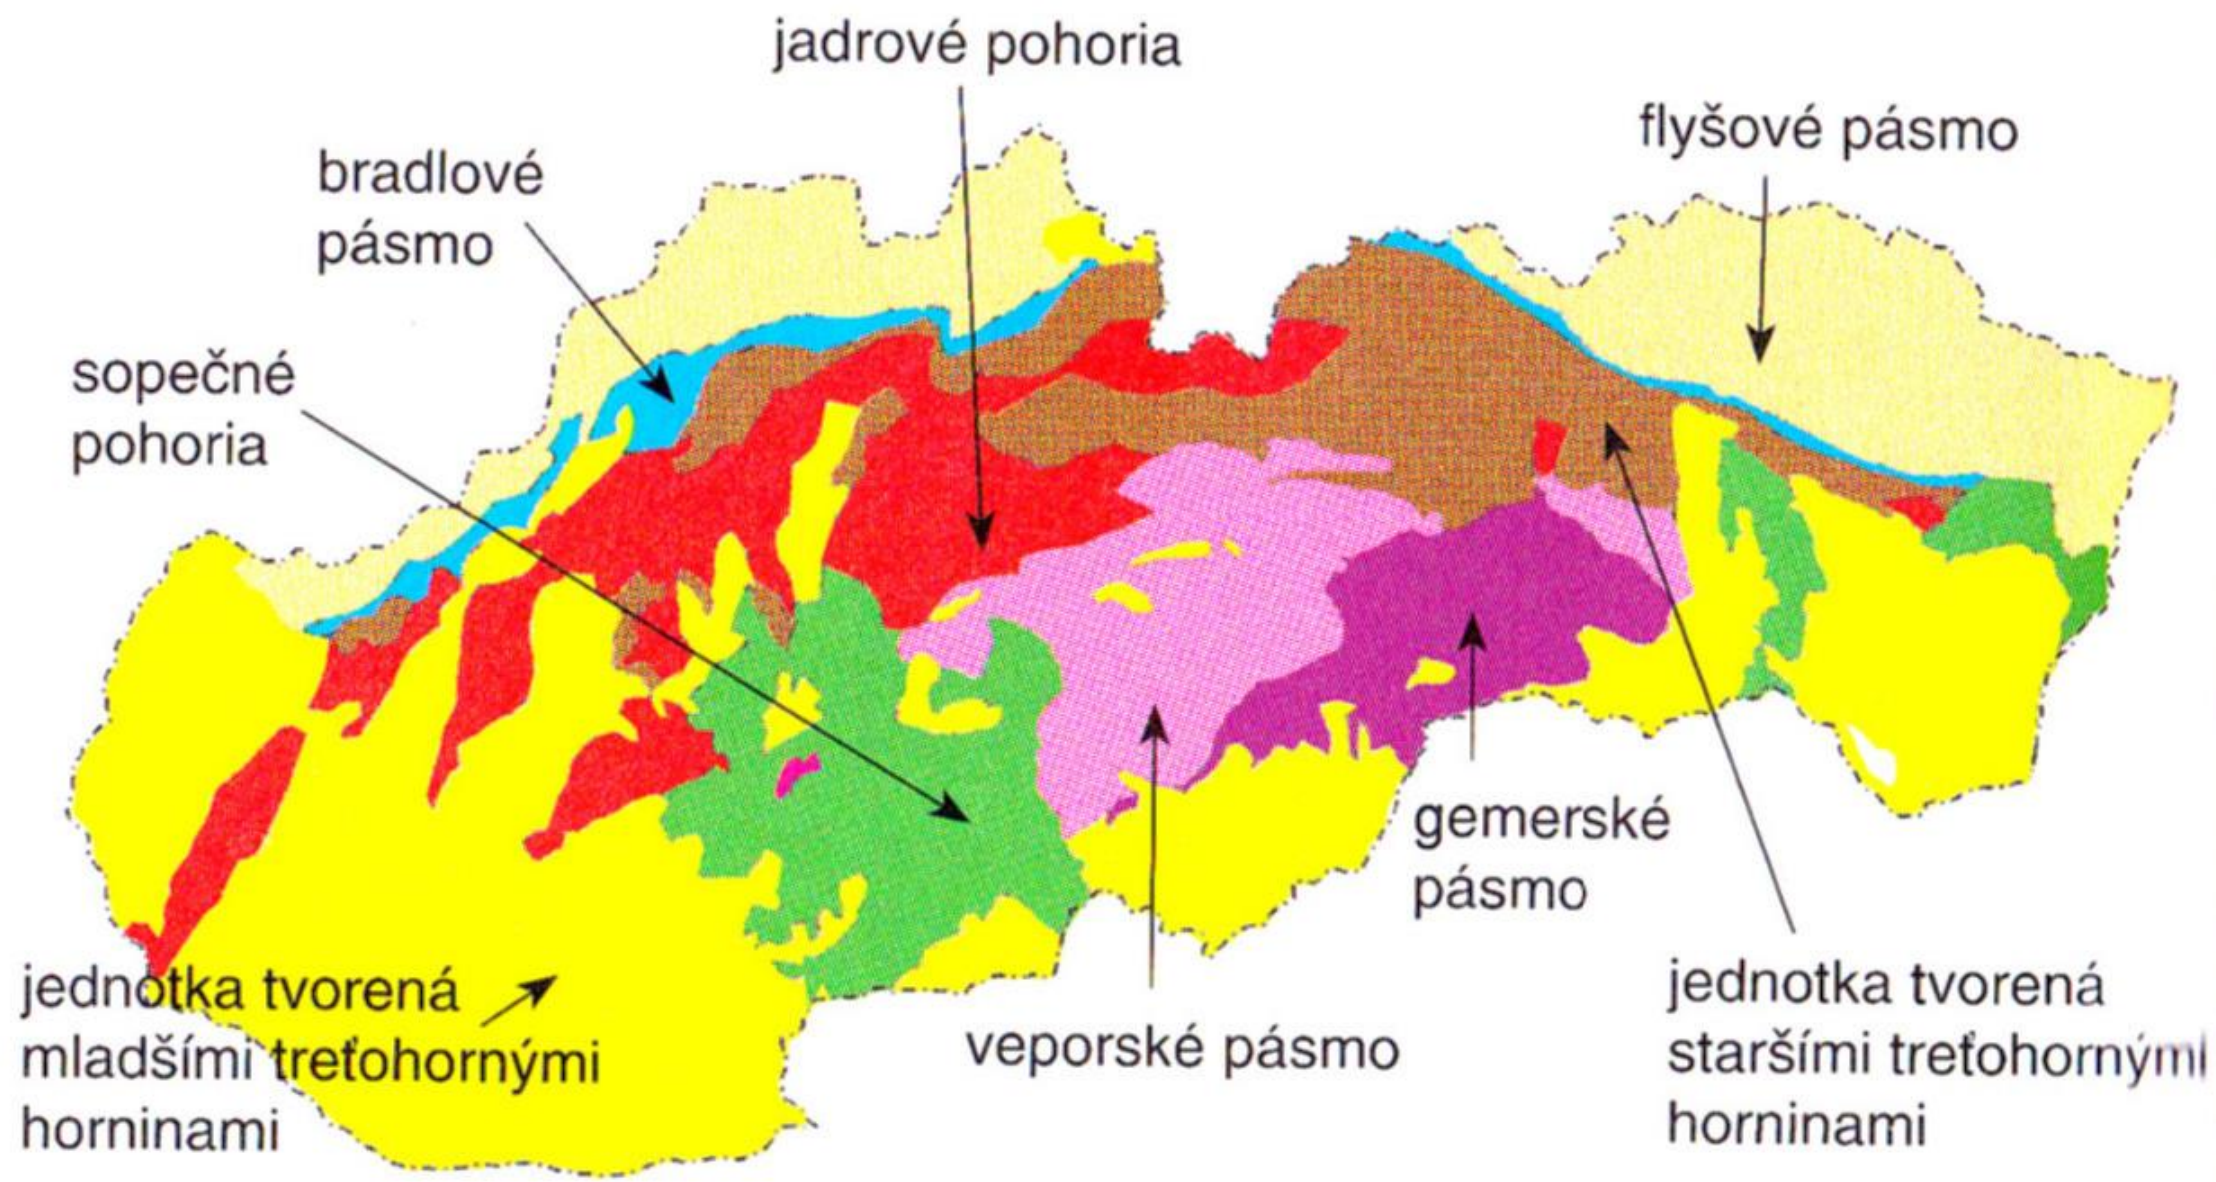 jadrové pohoria
flyšové pásmo
bradlové
pásmo
sopečné
pohoria
gemerské
pásmo
jednotka tvorená
mladšími treťohornými
horninami
veporské pásmo
jednotka tvorená
staršími treťohornými
horninami